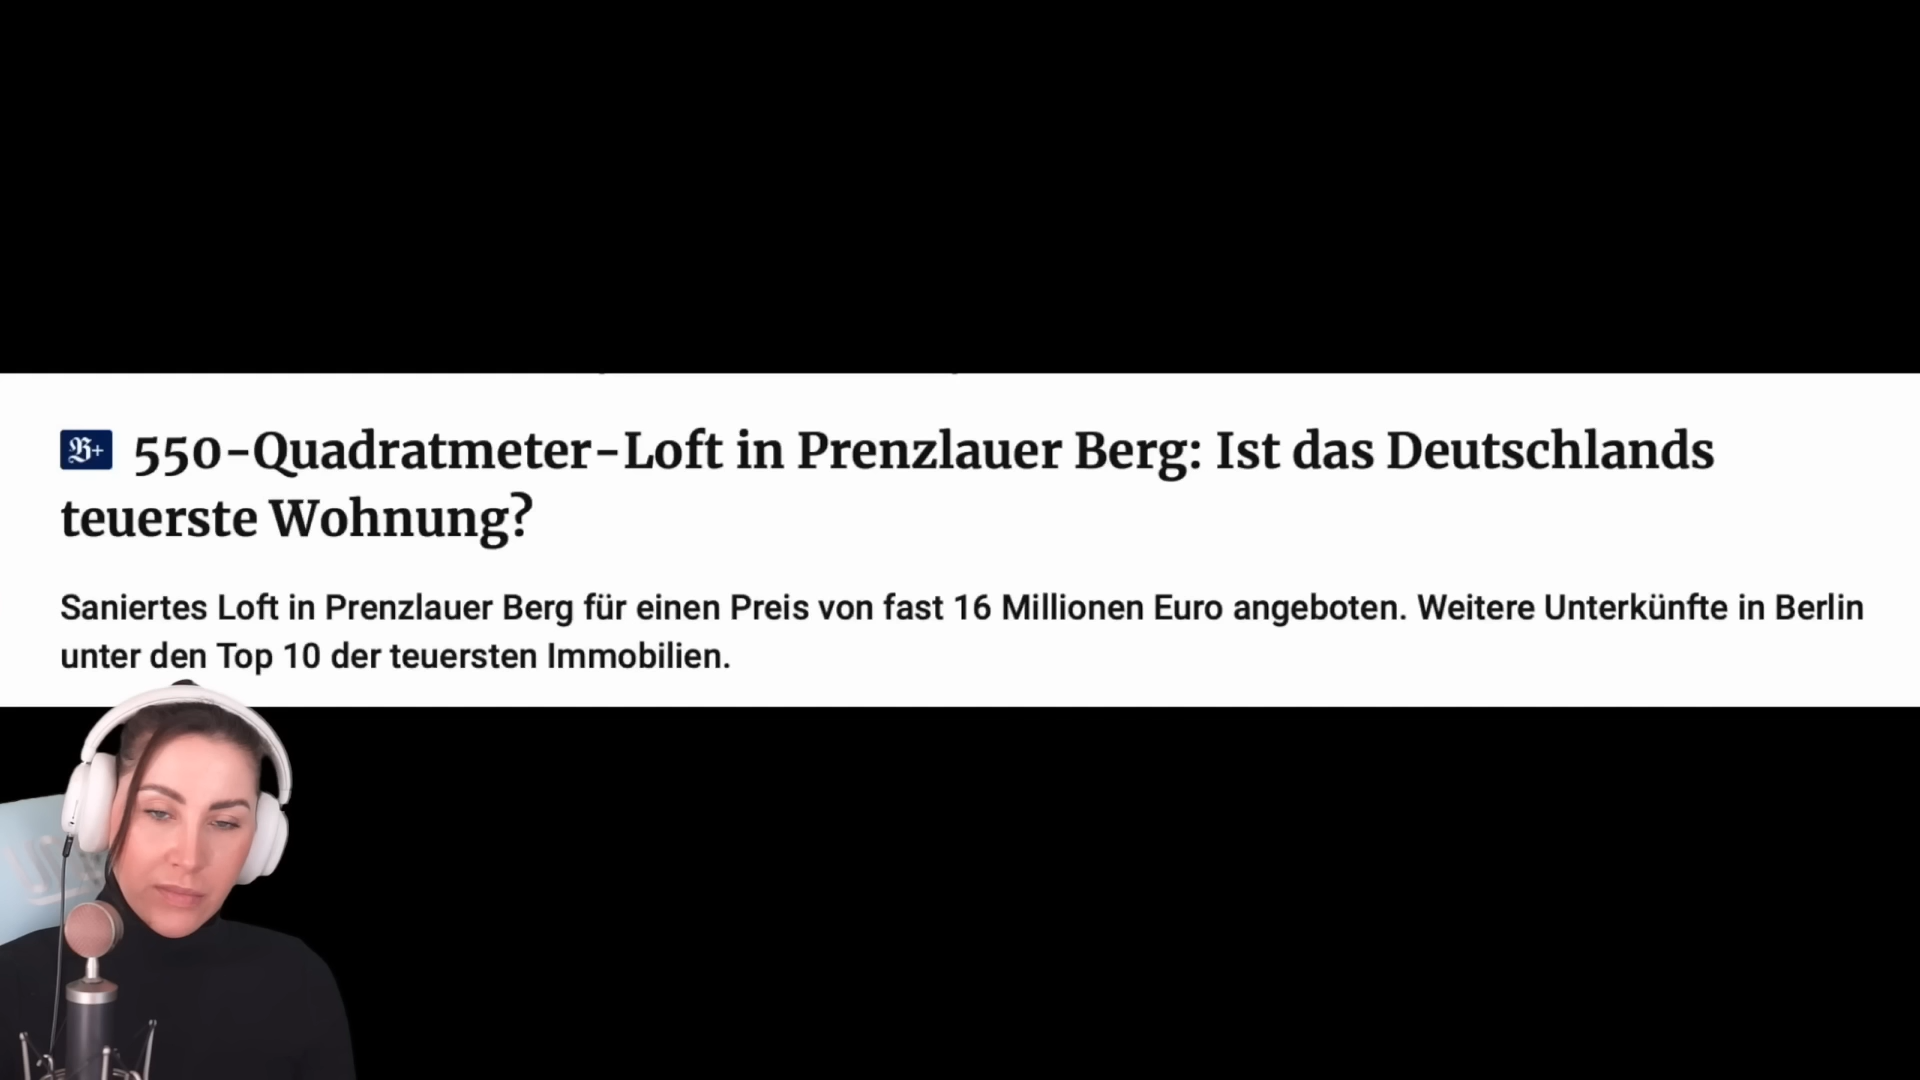 B+ 550-Quadratmeter-Loft in Prenzlauer Berg: Ist das Deutschlands
teuerste Wohnung?
Saniertes Loft in Prenzlauer Berg für einen Preis von fast 16 Millionen Euro angeboten. Weitere Unterkünfte in Berlin
unter den Top 10 der teuersten Immobilien.